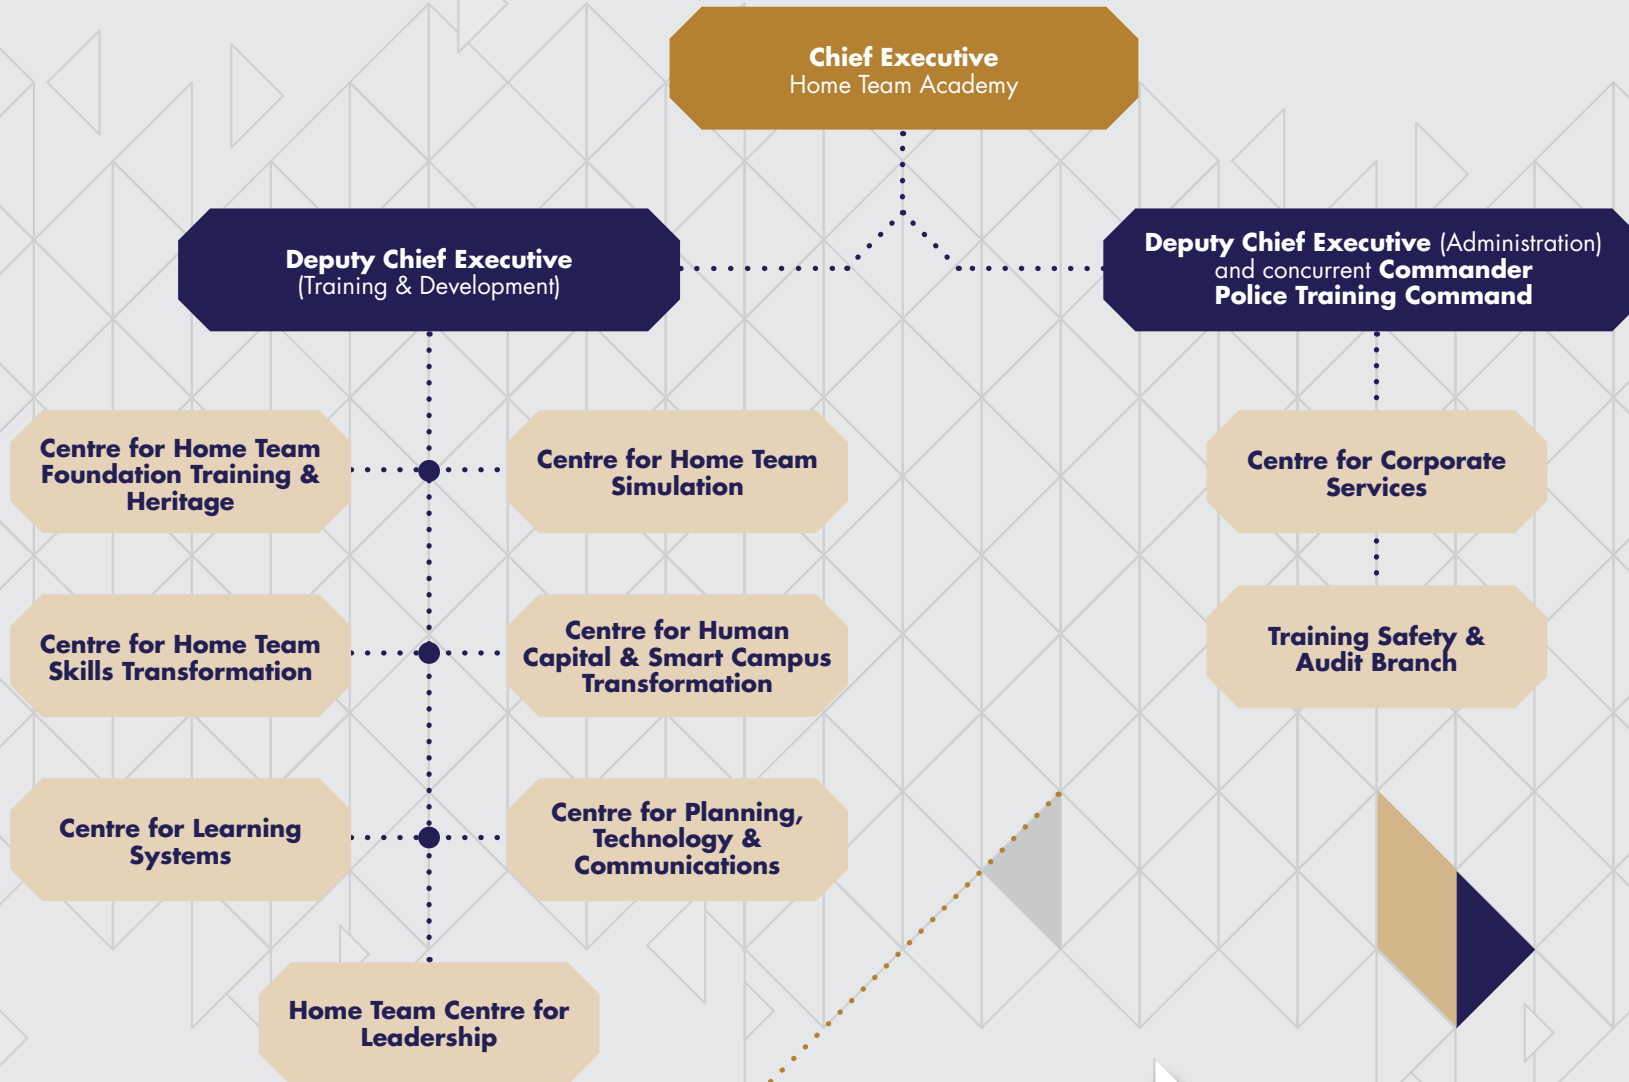 Chief Executive
Home Team Academy
Deputy Chief Executive
(Training & Development)
Deputy Chief Executive (Administration)
and concurrent Commander
Police Training Command
Centre for Home Team
Foundation Training &
Heritage
Centre for Home Team
Simulation
Centre for Corporate
Services
Centre for Home Team
Skills Transformation
Centre for Human
Capital & Smart Campus
Transformation
Training Safety &
Audit Branch
Centre for Learning
Systems
Centre for Planning,
Technology &
Communications
Home Team Centre for
Leadership